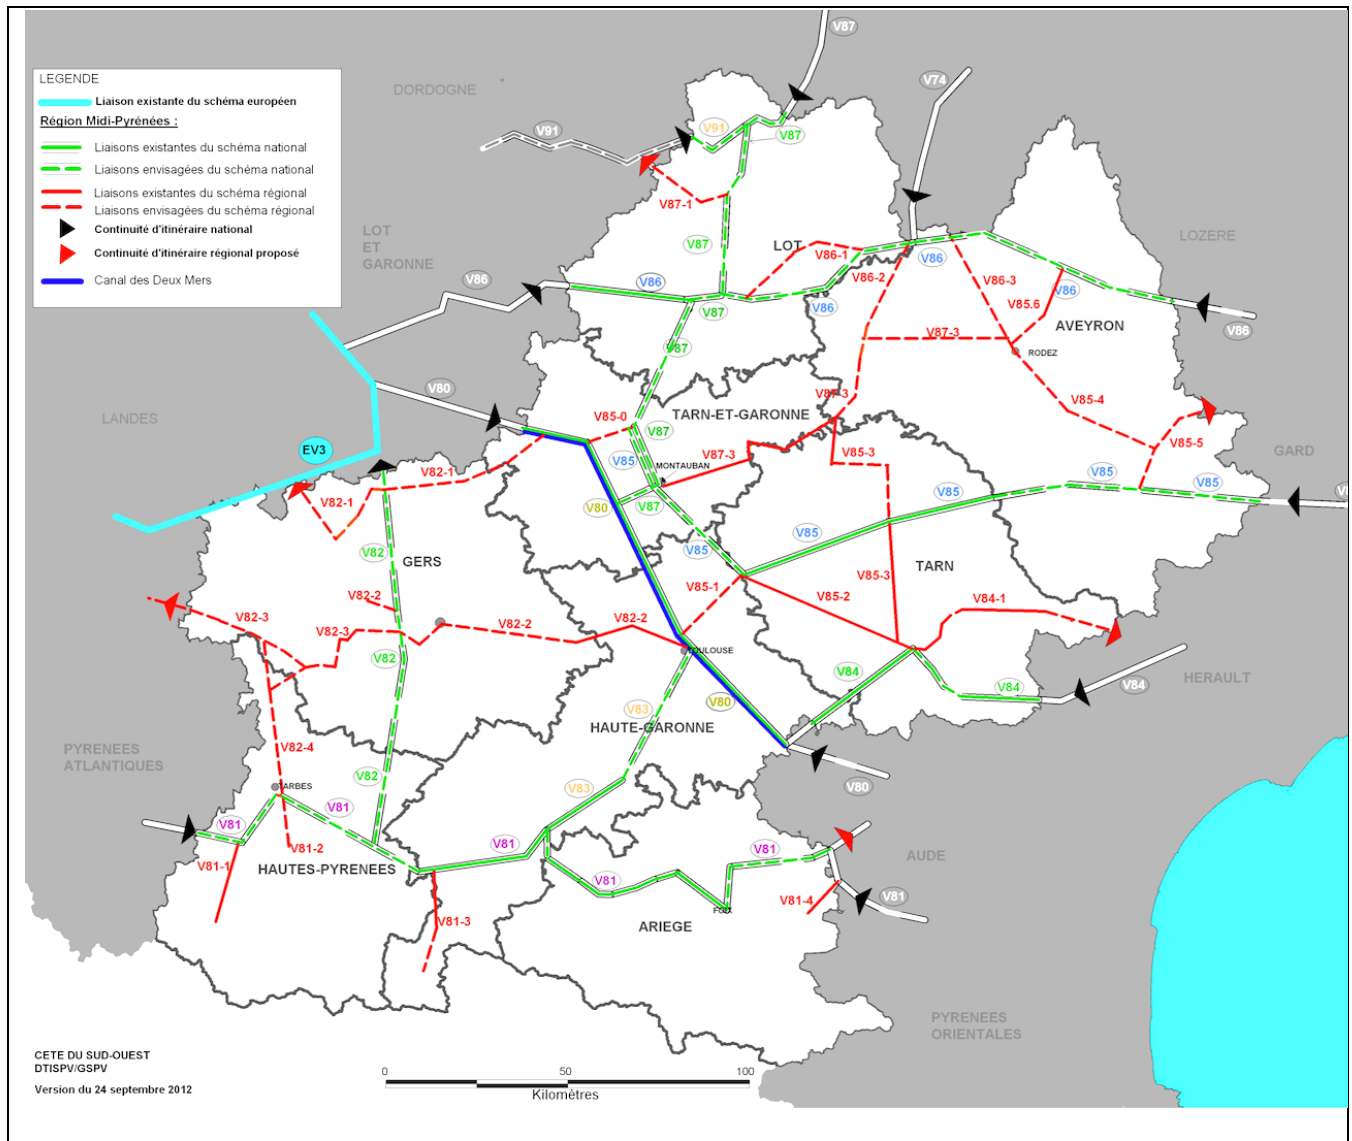 V87
V74
DORDOGNE
LEGENDE
Liaison existante du schéma européen
Région Midi-Pyrénées :
Liaisons existantes du schéma national
Liaisons envisagées du schéma national
Liaisons existantes du schéma régional
Liaisons envisagées du schéma régional
Continuité d'itinéraire national
Continuité d'itinéraire régional proposé
Canal des Deux Mers
V91
V91
V87
V87-1
LOT
ET
GARONNE
LOZERE
V87
LOT
V86-1
V86
V86-2
V86-3
V86
V86
V86
V85.6
V86
V87
V86
AVEYRON
V86
V87-3
RODEZ
V87
V80
V87-3
V85-4
LANDES
V85-0
TARN-ET-GARONNE
V87
V85-5
EV3
V87-3
V85-3
GARD
V82-1
V85
MONTAUBAN
V85
V85
V82-1
V80
V87
V85
V82
GERS
V85
TARN
V85-1
V85-3
V82-2
V85-2
V84-1
V82-3
V82-2
V82-3
V82-2
TOULOUSE
V82
V84
HERAULT
V84
V84
V80
V83
HAUTE-GARONNE
PYRENEES
ATLANTIQUES
V82-4
V82
V80
TARBES
V83
V81
V81
V81-2
V81
V81
AUDE
V81-1
HAUTES-PYRENEES
V81
V81-4
V81
FOIX
V81-3
ARIEGE
PYRENEES
ORIENTALES
CETE DU SUD-OUEST
DTISPV/GSPV
Version du 24 septembre 2012
0
50
100
Kilomètres